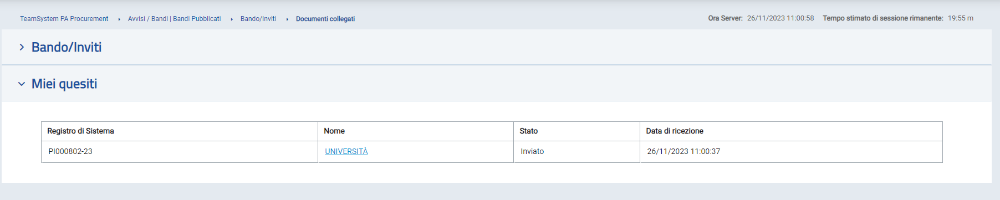 TeamSystem PA Procurement Avvisi / Bandi | Bandi Pubblicati Bando/Inviti Documenti collegati Ora Server: 26/11/2023 11:00:58 Tempo stimato di sessione rimanente: 19:55 m
Bando/Inviti
Miei quesiti
Registro di Sistema Nome Stato Data di ricezione
PI000802-23 UNIVERSITÀ Inviato 26/11/2023 11:00:37